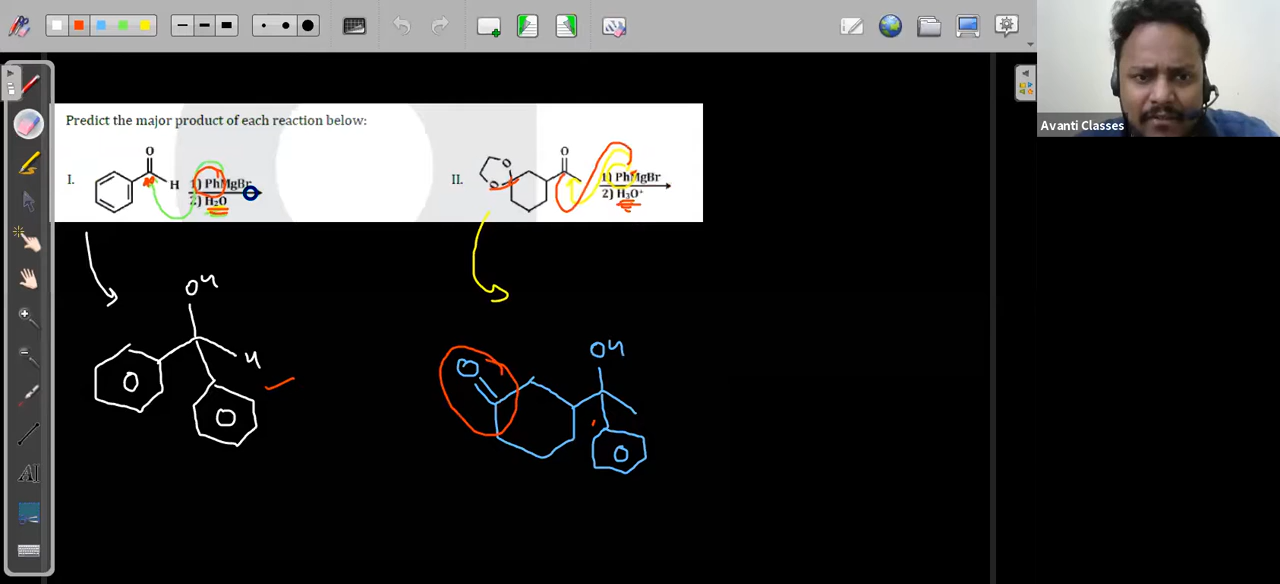 Avanti Classes
Predict the major product of each reaction below:
I.
O
H
1) PhMgBr
2) H₂O
II.
O
O
O
1) PhMgBr
2) H₃O⁺
OH
H
O
OH
AI